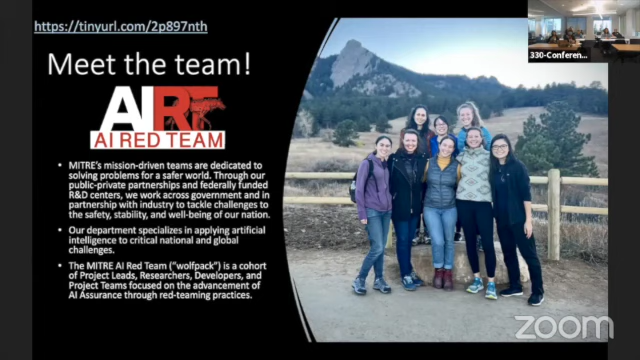 https://tinyurl.com/2p897nth
330-Conferen...
Meet the team!
AIRT
AI RED TEAM
• MITRE's mission-driven teams are dedicated to
solving problems for a safer world. Through our
public-private partnerships and federally funded
R&D centers, we work across government and in
partnership with industry to tackle challenges to
the safety, stability, and well-being of our nation.
• Our department specializes in applying artificial
intelligence to critical national and global
challenges.
• The MITRE AI Red Team ("wolfpack") is a cohort
of Project Leads, Researchers, Developers, and
Project Teams focused on the advancement of
AI Assurance through red-teaming practices.
zoom